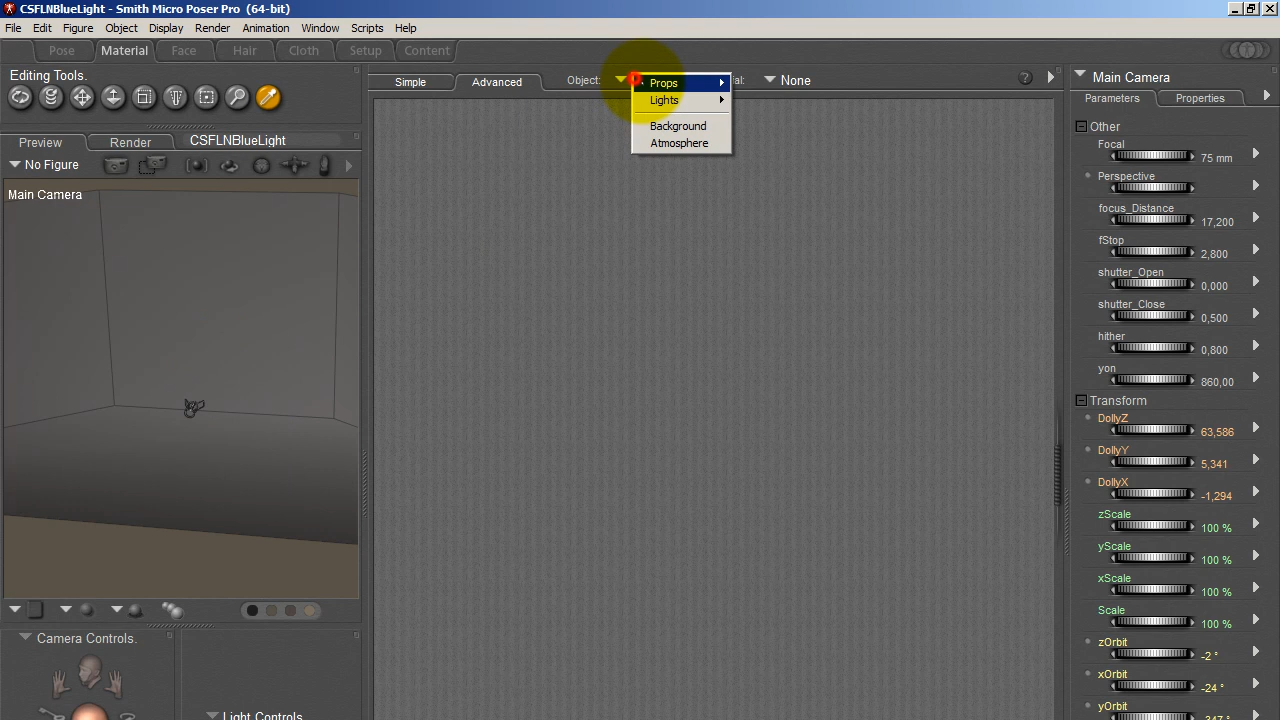 CSFLNBlueLight - Smith Micro Poser Pro (64-bit)
File Edit Figure Object Display Render Animation Window Scripts Help
Pose Material Face Hair Cloth Setup Content
Editing Tools.
Simple Advanced Object: Props al: None
Lights
Background
Atmosphere
Preview Render CSFLNBlueLight
No Figure
Main Camera
Camera Controls.
Light Controls
Main Camera
Parameters Properties
Other
Focal 75 mm
Perspective
focus_Distance 17,200
fStop 2,800
shutter_Open 0,000
shutter_Close 0,500
hither 0,800
yon 860,00
Transform
DollyZ 63,586
DollyY 5,341
DollyX -1,294
zScale 100 %
yScale 100 %
xScale 100 %
Scale 100 %
zOrbit -2 °
xOrbit -24 °
yOrbit -347 °